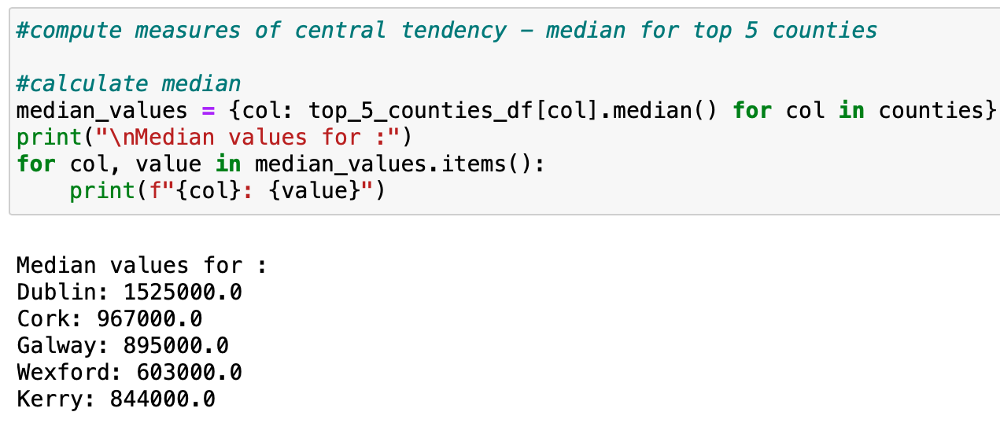 #compute measures of central tendency – median for top 5 counties
#calculate median
median_values = {col: top_5_counties_df[col].median() for col in counties}
print("\nMedian values for :")
for col, value in median_values.items():
    print(f"{col}: {value}")
Median values for :
Dublin: 1525000.0
Cork: 967000.0
Galway: 895000.0
Wexford: 603000.0
Kerry: 844000.0